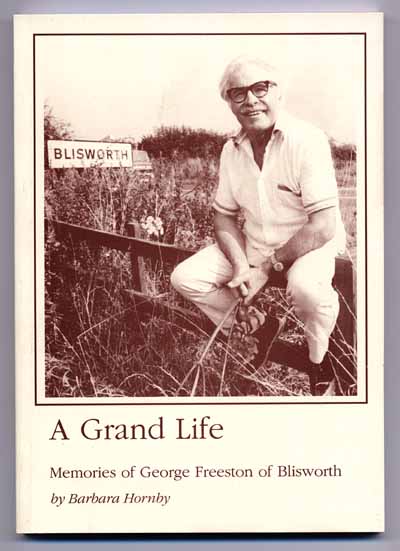 BLISWORTH
A Grand Life
Memories of George Freeston of Blisworth
by Barbara Hornby